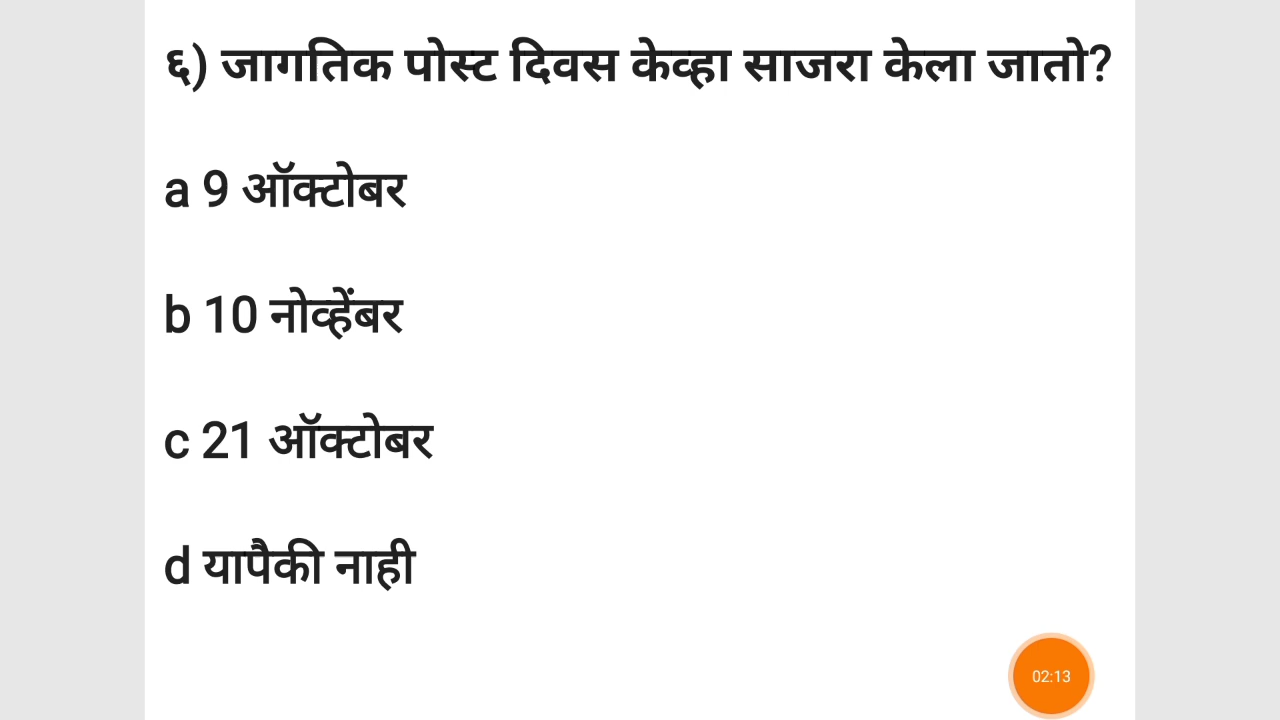 ६) जागतिक पोस्ट दिवस केव्हा साजरा केला जातो?
a 9 ऑक्टोबर
b 10 नोव्हेंबर
c 21 ऑक्टोबर
d यापैकी नाही
02:13